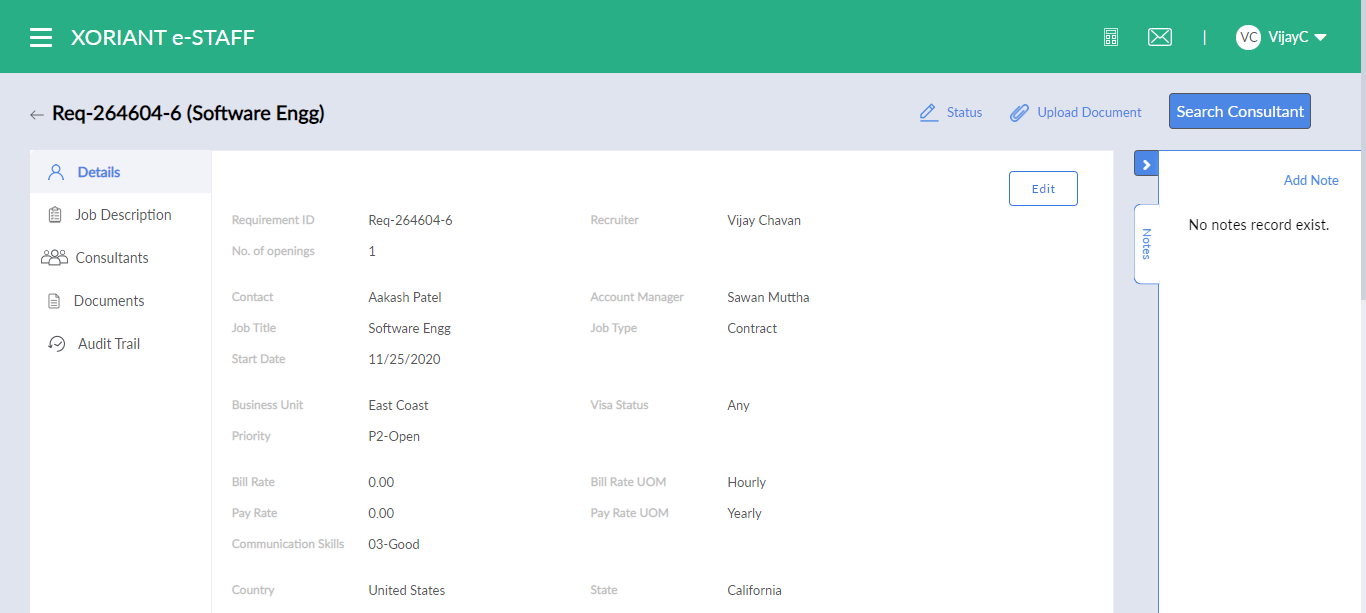 XORIANT e-STAFF
|
VC VijayC
Req-264604-6 (Software Engg)
Status
Upload Document
Search Consultant
Details
Job Description
Consultants
Documents
Audit Trail
Edit
Requirement ID Req-264604-6 Recruiter Vijay Chavan
No. of openings 1
Contact Aakash Patel Account Manager Sawan Muttha
Job Title Software Engg Job Type Contract
Start Date 11/25/2020
Business Unit East Coast Visa Status Any
Priority P2-Open
Bill Rate 0.00 Bill Rate UOM Hourly
Pay Rate 0.00 Pay Rate UOM Yearly
Communication Skills 03-Good
Country United States State California
Notes
Add Note
No notes record exist.